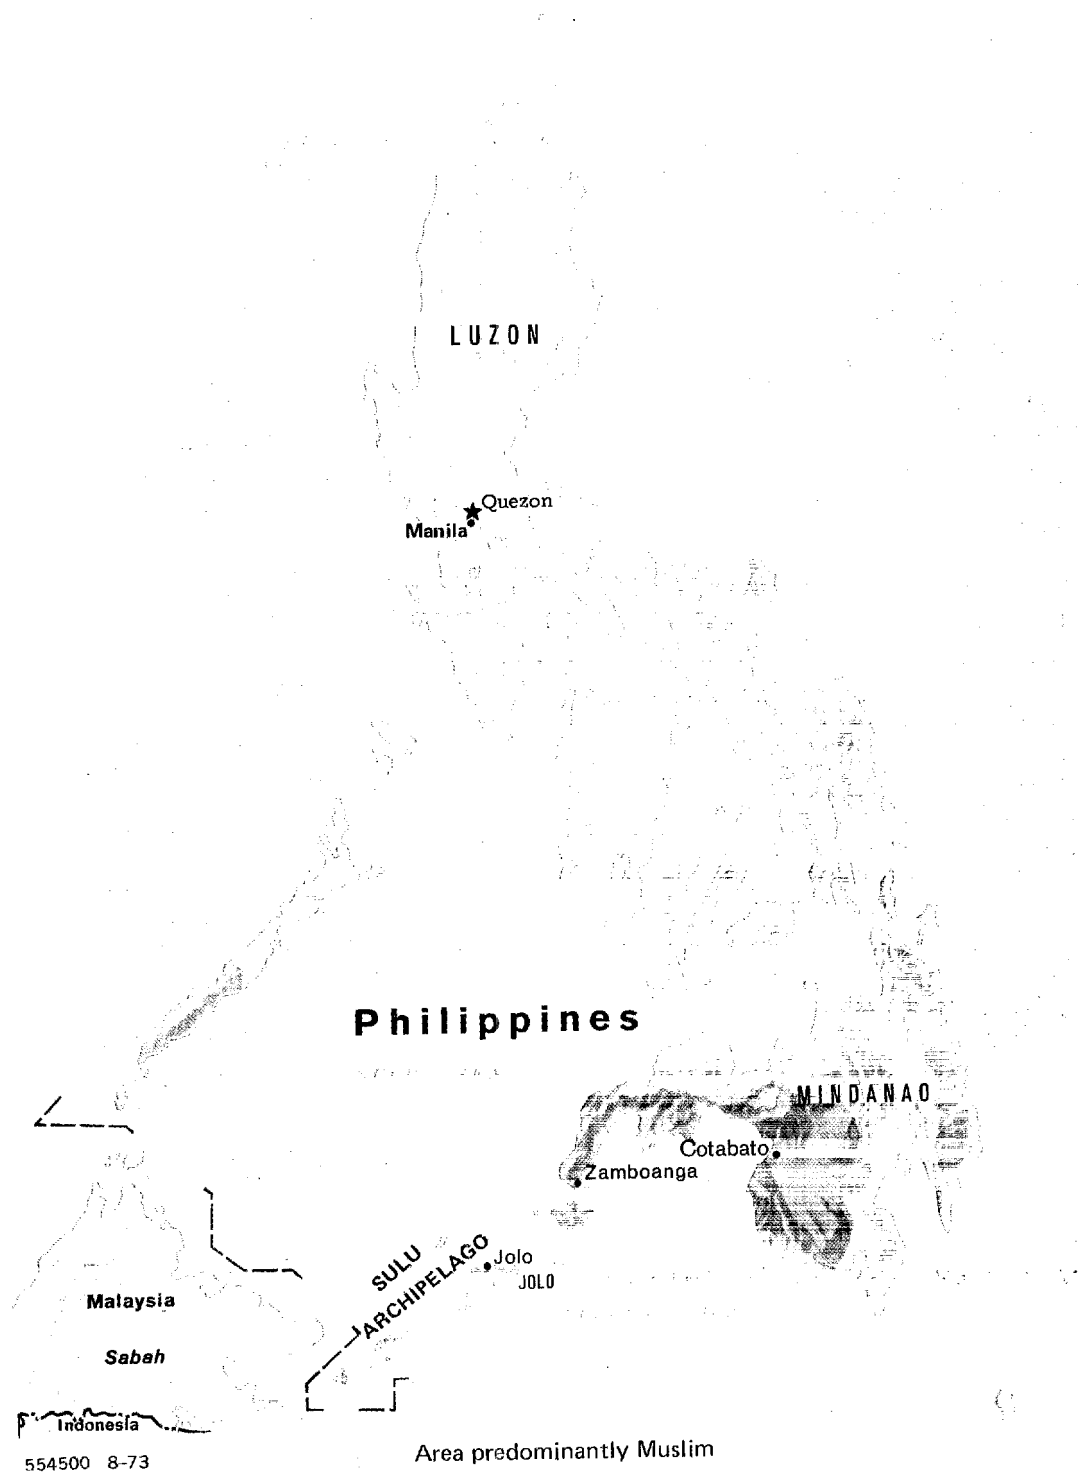 LUZON
Quezon
Manila
Philippines
MINDANAO
Cotabato
Zamboanga
SULU
ARCHIPELAGO
Jolo
JOLO
Malaysia
Sabah
Indonesia
554500 8-73
Area predominantly Muslim